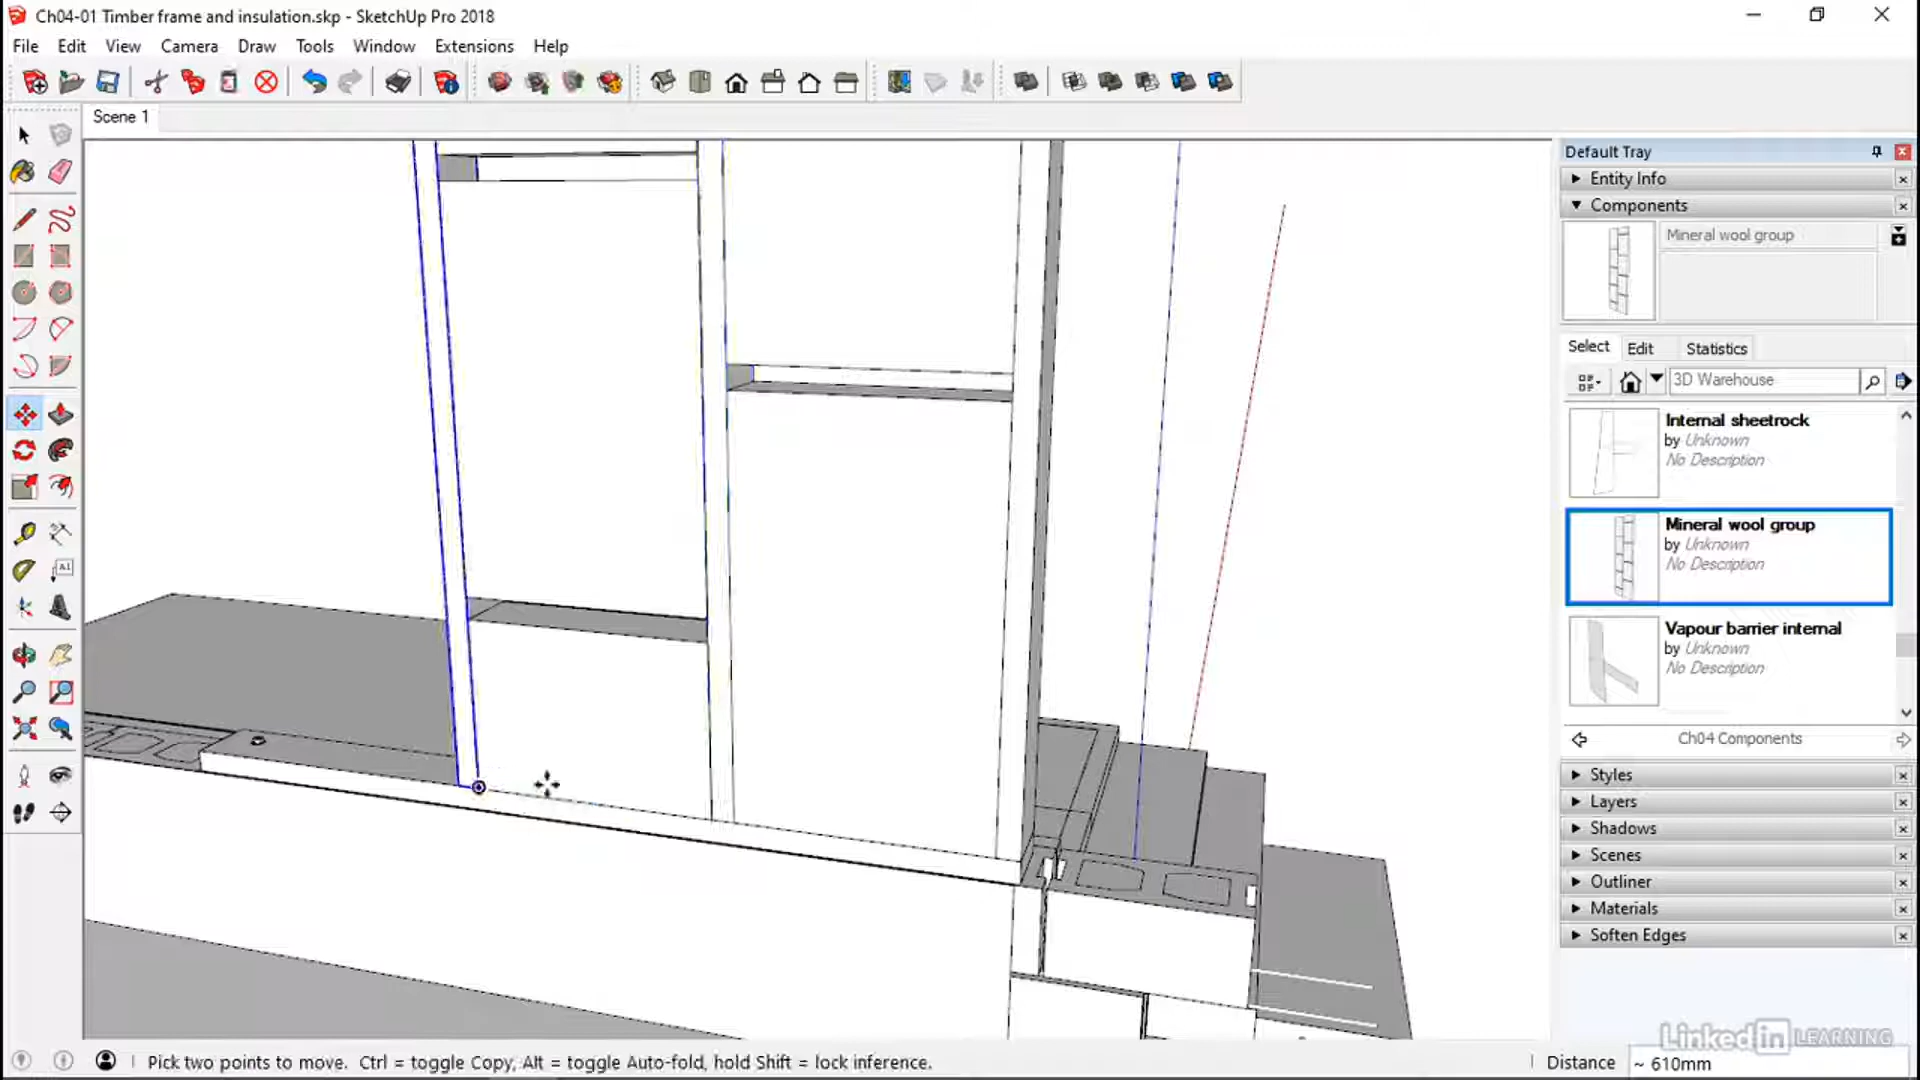 Ch04-01 Timber frame and insulation.skp - SketchUp Pro 2018
File Edit View Camera Draw Tools Window Extensions Help
Scene 1
Default Tray
Entity Info
Components
Mineral wool group
Select Edit Statistics
3D Warehouse
Internal sheetrock
by Unknown
No Description
Mineral wool group
by Unknown
No Description
Vapour barrier internal
by Unknown
No Description
Ch04 Components
Styles
Layers
Shadows
Scenes
Outliner
Materials
Soften Edges
LinkedIn LEARNING
Pick two points to move. Ctrl = toggle Copy, Alt = toggle Auto-fold, hold Shift = lock inference.
Distance ~ 610mm